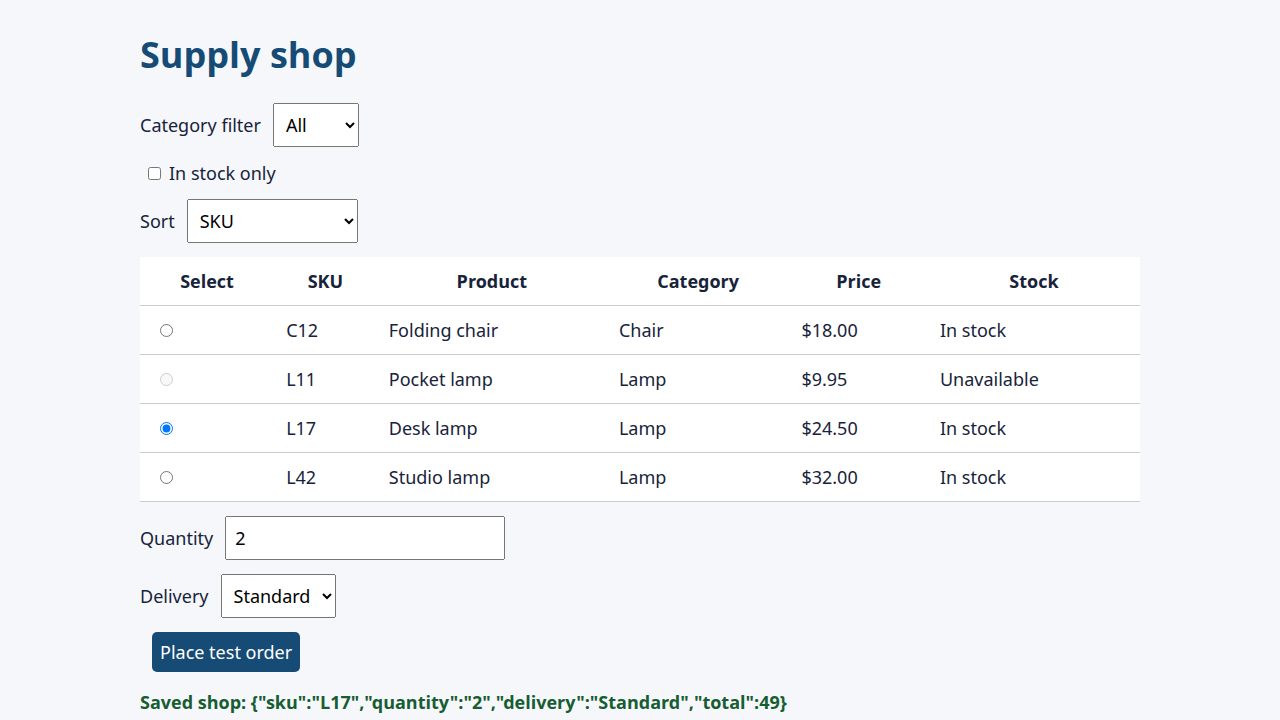 Supply shop
Category filter All
In stock only
Sort SKU
Select SKU Product Category Price Stock
C12 Folding chair Chair $18.00 In stock
L11 Pocket lamp Lamp $9.95 Unavailable
L17 Desk lamp Lamp $24.50 In stock
L42 Studio lamp Lamp $32.00 In stock
Quantity 2
Delivery Standard
Place test order
Saved shop: {"sku":"L17","quantity":"2","delivery":"Standard","total":49}